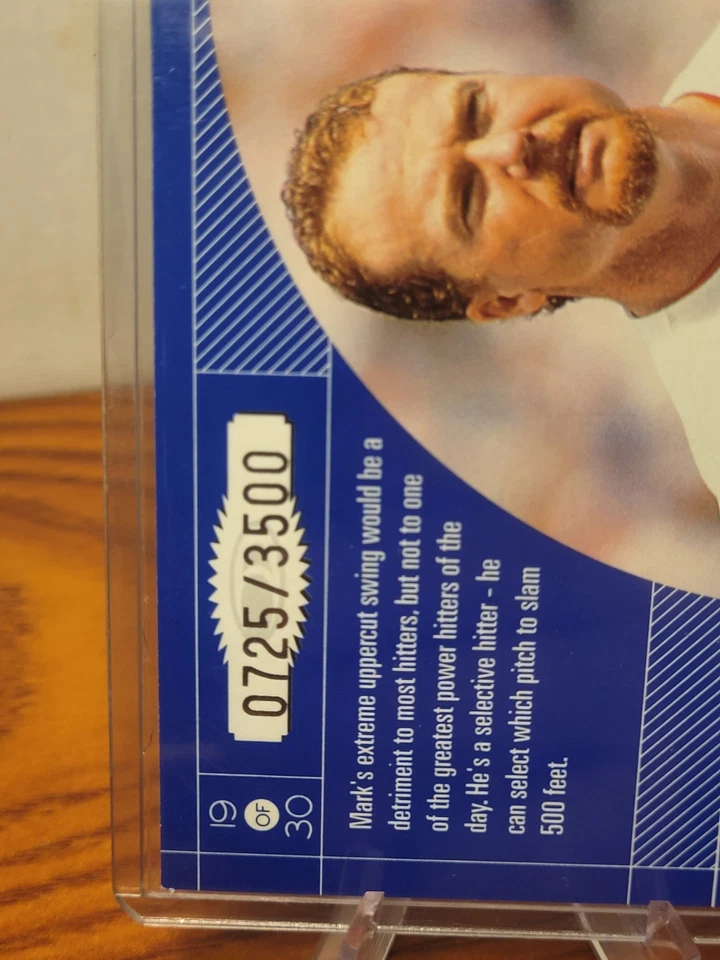 19
OF
30
0725/3500
Mark's extreme uppercut swing would be a
detriment to most hitters, but not to one
of the greatest power hitters of the
day. He's a selective hitter - he
can select which pitch to slam
500 feet.